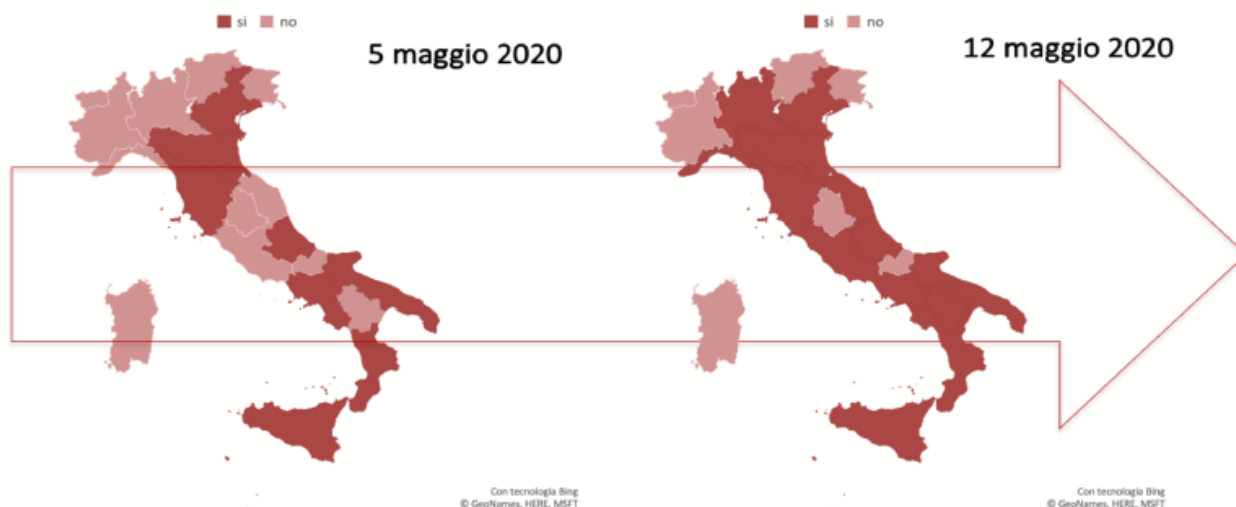 si no
5 maggio 2020
Con tecnologia Bing
© GeoNames, HERE, MSFT
si no
12 maggio 2020
Con tecnologia Bing
© GeoNames, HERE, MSFT